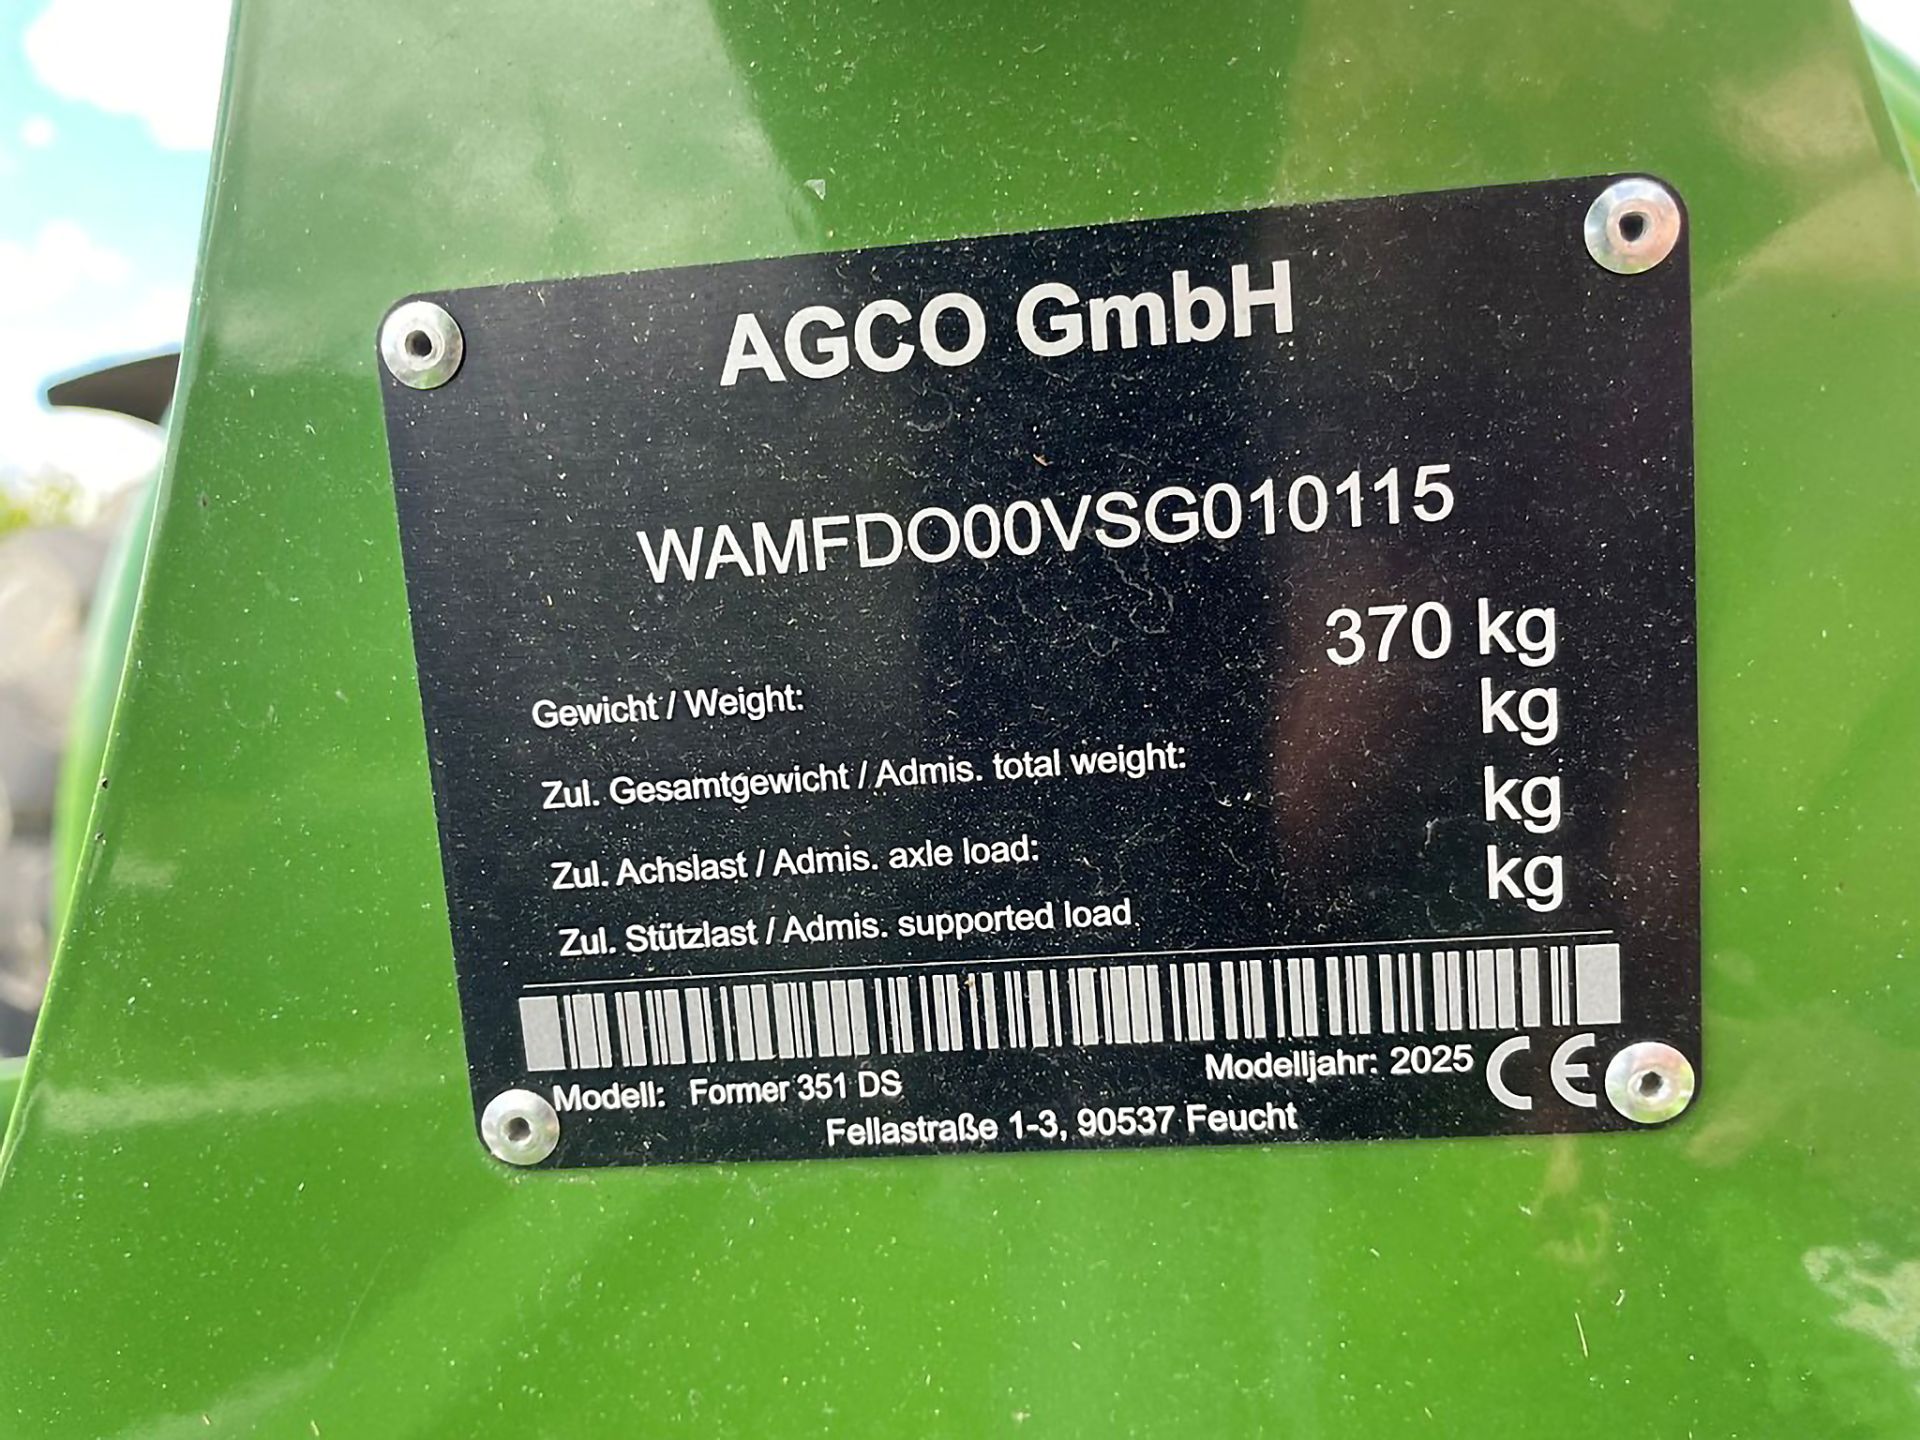 AGCO GmbH
WAMFDO00VSG010115
Gewicht / Weight: 370 kg
Zul. Gesamtgewicht / Admis. total weight: kg
Zul. Achslast / Admis. axle load: kg
Zul. Stützlast / Admis. supported load kg
Modell: Former 351 DS Modelljahr: 2025 CE
Fellastraße 1-3, 90537 Feucht